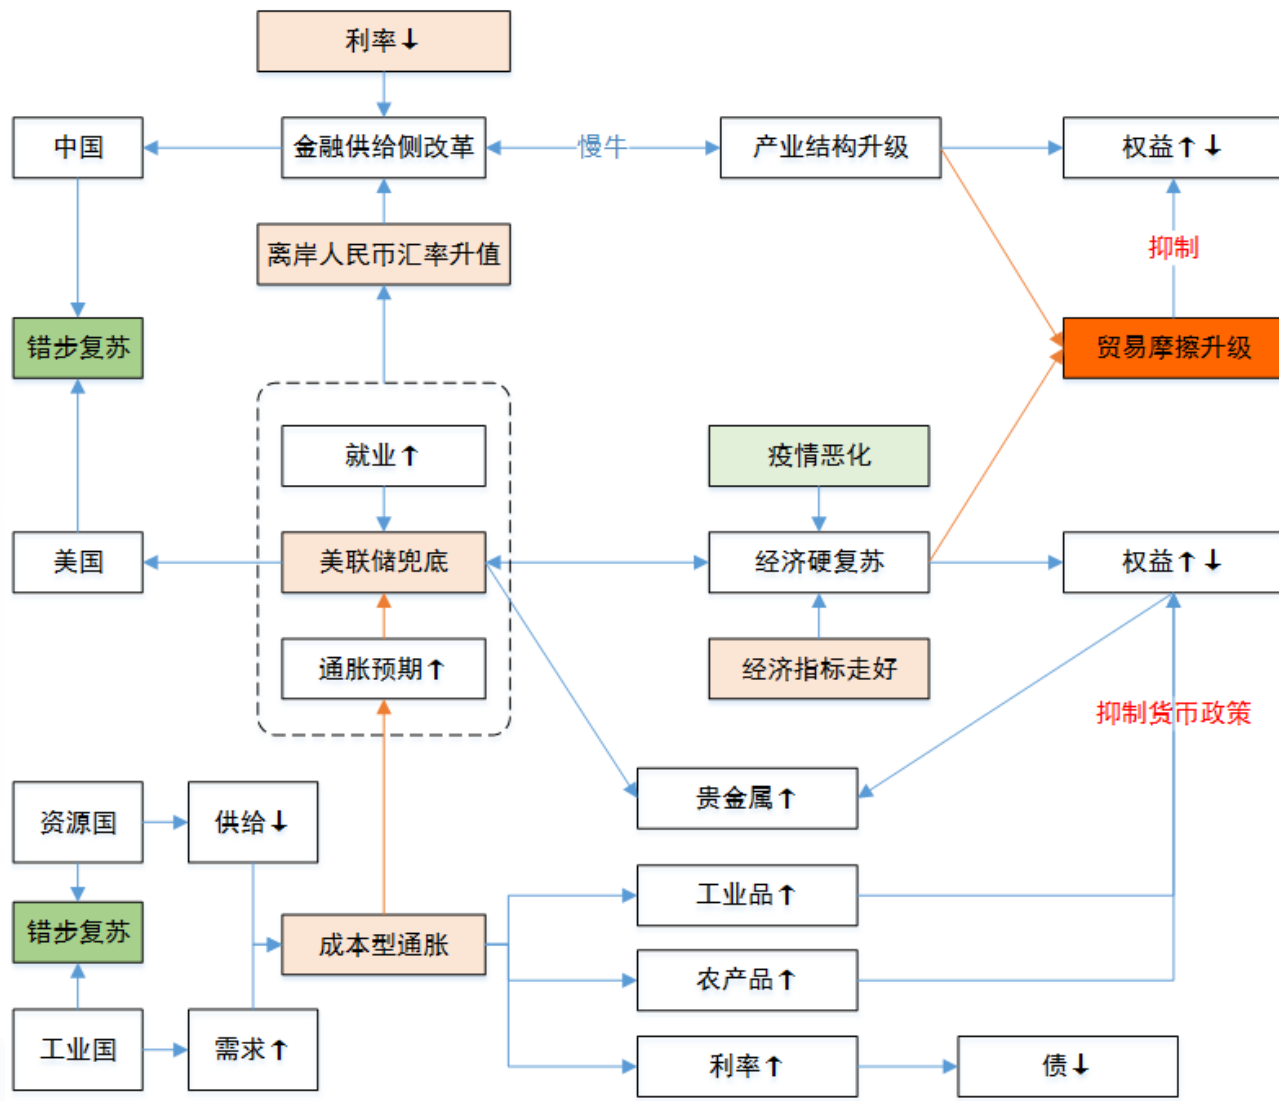 利率↓
中国
金融供给侧改革
慢牛
产业结构升级
权益↑↓
离岸人民币汇率升值
抑制
错步复苏
贸易摩擦升级
就业↑
疫情恶化
美国
美联储兜底
经济硬复苏
权益↑↓
通胀预期↑
经济指标走好
抑制货币政策
贵金属↑
资源国
供给↓
工业品↑
错步复苏
成本型通胀
农产品↑
工业国
需求↑
利率↑
债↓